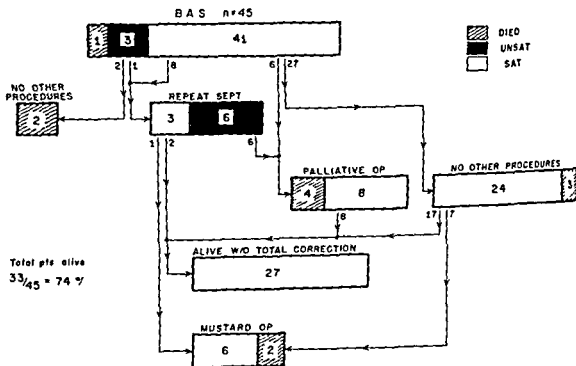 BAS n=45
1 3 41
DIED
UNSAT
SAT
2 1 8 6 27
NO OTHER
PROCEDURES
2
REPEAT SEPT
3 6
1 2 6
PALLIATIVE OP
4 8
8
NO OTHER PROCEDURES
24 3
17 7
ALIVE W/O TOTAL CORRECTION
27
Total pts alive
33/45 = 74 %
MUSTARD OP
6 2